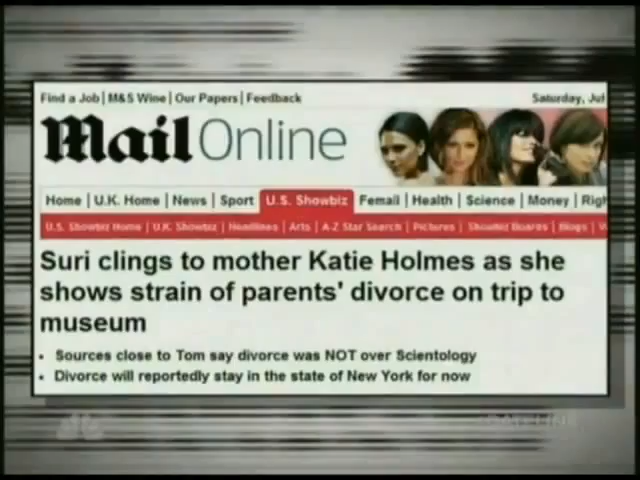 Find a Job | M&S Wine | Our Papers | Feedback
Saturday, Jul
Mail Online
Home | U.K. Home | News | Sport | U.S. Showbiz | Femail | Health | Science | Money | Righ
U.S. Showbiz Home | U.K. Showbiz | Headlines | Arts | A-Z Star Search | Pictures | Showbiz Boards | Blogs | W
Suri clings to mother Katie Holmes as she
shows strain of parents' divorce on trip to
museum
• Sources close to Tom say divorce was NOT over Scientology
• Divorce will reportedly stay in the state of New York for now
DATELINE